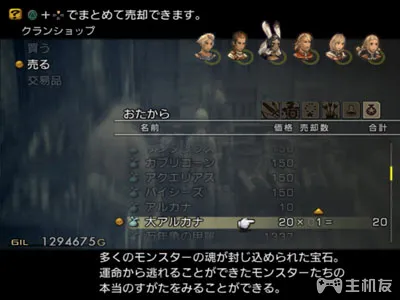 + でまとめて売却できます。
クランショップ
買う
売る
交易品
おたから
名前 価格 売却数 合計
カプリコーン 150
アクエリアス 150
パイシーズ 150
アルカナ 10
大アルカナ 20× 1= 20
GIL 1294675G
多くのモンスターの魂が封じ込められた宝石。
運命から逃れることができたモンスターたちの
本当のすがたをみることができる。
主机友